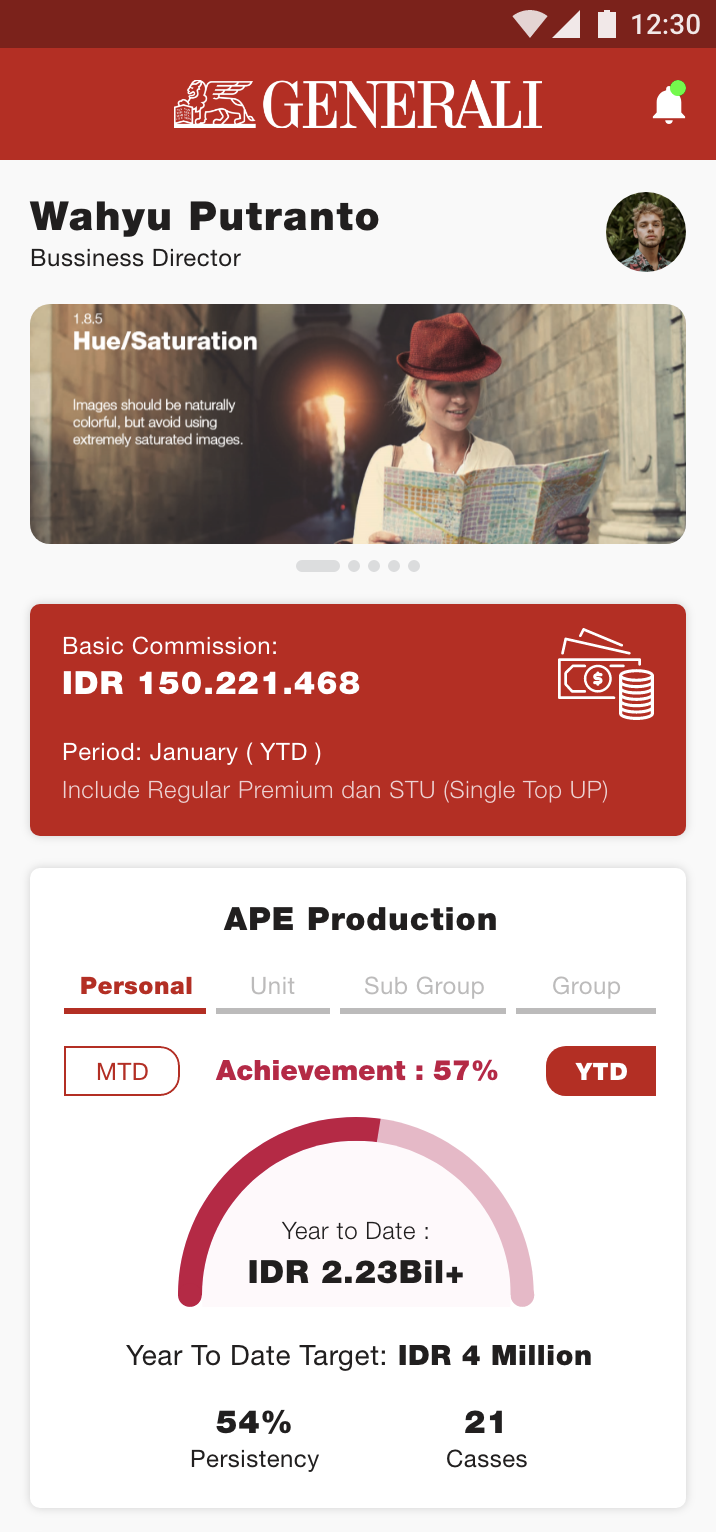 12:30
GENERALI
Wahyu Putranto
Bussiness Director
1.8.5
Hue/Saturation
Images should be naturally
colorful, but avoid using
extremely saturated images.
Basic Commission:
IDR 150.221.468
$
Period: January ( YTD )
Include Regular Premium dan STU (Single Top UP)
APE Production
Personal Unit Sub Group Group
MTD Achievement : 57% YTD
Year to Date :
IDR 2.23Bil+
Year To Date Target: IDR 4 Million
54% 21
Persistency Casses